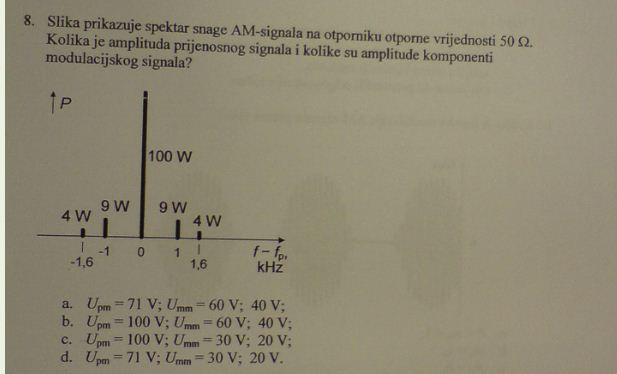 8. Slika prikazuje spektar snage AM-signala na otporniku otporne vrijednosti 50 Ω.
Kolika je amplituda prijenosnog signala i kolike su amplitude komponenti
modulacijskog signala?
P
100 W
4 W 9 W 9 W 4 W
-1,6 -1 0 1 1,6
f – fp,
kHz
a. Upm = 71 V; Umm = 60 V; 40 V;
b. Upm = 100 V; Umm = 60 V; 40 V;
c. Upm = 100 V; Umm = 30 V; 20 V;
d. Upm = 71 V; Umm = 30 V; 20 V.